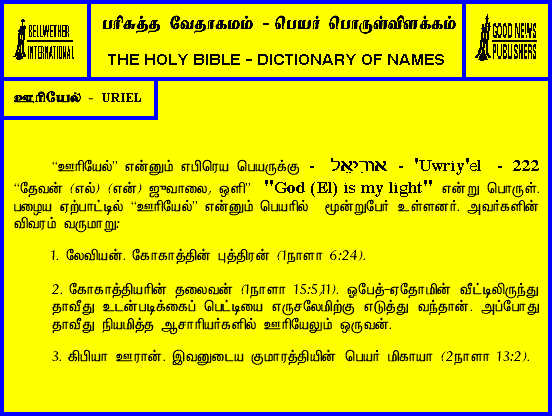 BELLWETHER
INTERNATIONAL
பரிசுத்த வேதாகமம் - பெயர் பொருள்விளக்கம்
THE HOLY BIBLE - DICTIONARY OF NAMES
GOOD NEWS
PUBLISHERS
ஊரியேல் - URIEL
“ஊரியேல்” என்னும் எபிரெய பெயருக்கு - אוּרִיאֵל - 'Uwriy'el - 222
“தேவன் (எல்) (என்) ஜுவாலை, ஒளி” "God (El) is my light" என்று பொருள்.
பழைய ஏற்பாட்டில் “ஊரியேல்” என்னும் பெயரில் மூன்றுபேர் உள்ளனர். அவர்களின்
விவரம் வருமாறு:
1. லேவியன். கோகாத்தின் புத்திரன் (1நாளா 6:24).
2. கோகாத்தியரின் தலைவன் (1நாளா 15:5,11). ஓபேத்-ஏதோமின் வீட்டிலிருந்து
தாவீது உடன்படிக்கைப் பெட்டியை எருசலேமிற்கு எடுத்து வந்தான். அப்போது
தாவீது நியமித்த ஆசாரியர்களில் ஊரியேலும் ஒருவன்.
3. கிபியா ஊரான். இவனுடைய குமாரத்தியின் பெயர் மிகாயா (2நாளா 13:2).